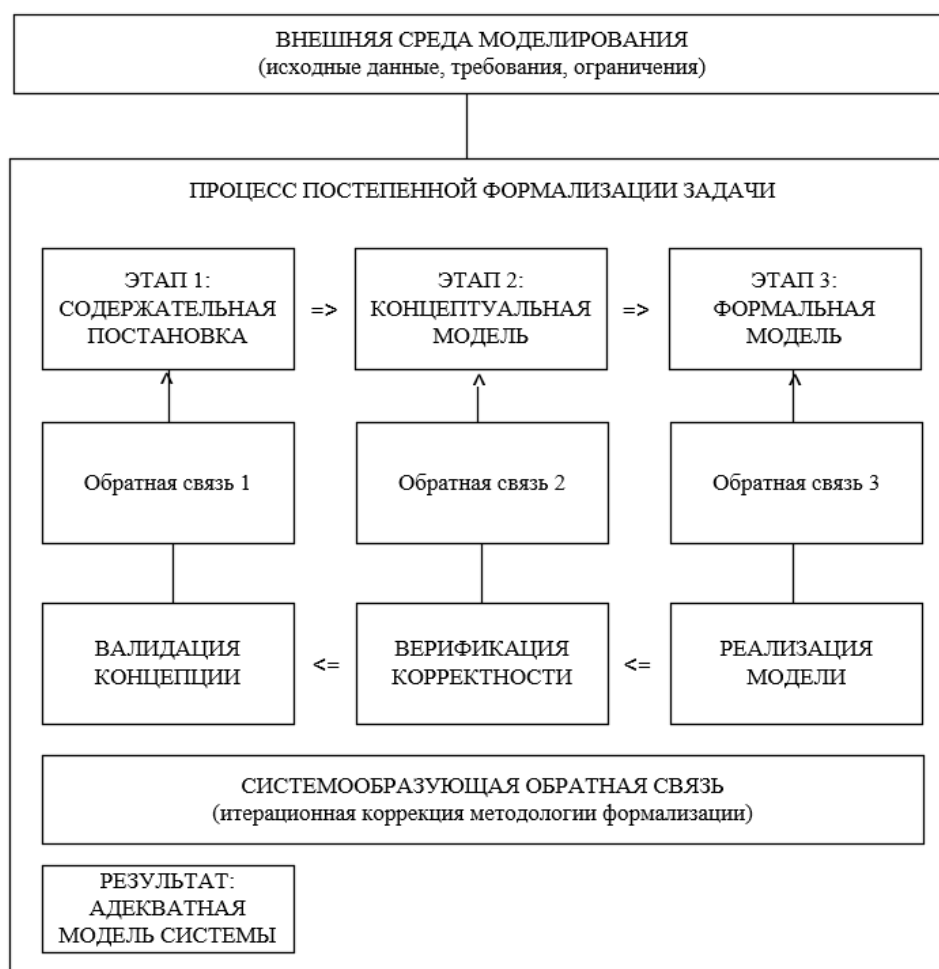 ВНЕШНЯЯ СРЕДА МОДЕЛИРОВАНИЯ
(исходные данные, требования, ограничения)
ПРОЦЕСС ПОСТЕПЕННОЙ ФОРМАЛИЗАЦИИ ЗАДАЧИ
ЭТАП 1:
СОДЕРЖАТЕЛЬНАЯ
ПОСТАНОВКА
=>
ЭТАП 2:
КОНЦЕПТУАЛЬНАЯ
МОДЕЛЬ
=>
ЭТАП 3:
ФОРМАЛЬНАЯ
МОДЕЛЬ
Обратная связь 1
Обратная связь 2
Обратная связь 3
ВАЛИДАЦИЯ
КОНЦЕПЦИИ
<=
ВЕРИФИКАЦИЯ
КОРРЕКТНОСТИ
<=
РЕАЛИЗАЦИЯ
МОДЕЛИ
СИСТЕМООБРАЗУЮЩАЯ ОБРАТНАЯ СВЯЗЬ
(итерационная коррекция методологии формализации)
РЕЗУЛЬТАТ:
АДЕКВАТНАЯ
МОДЕЛЬ СИСТЕМЫ